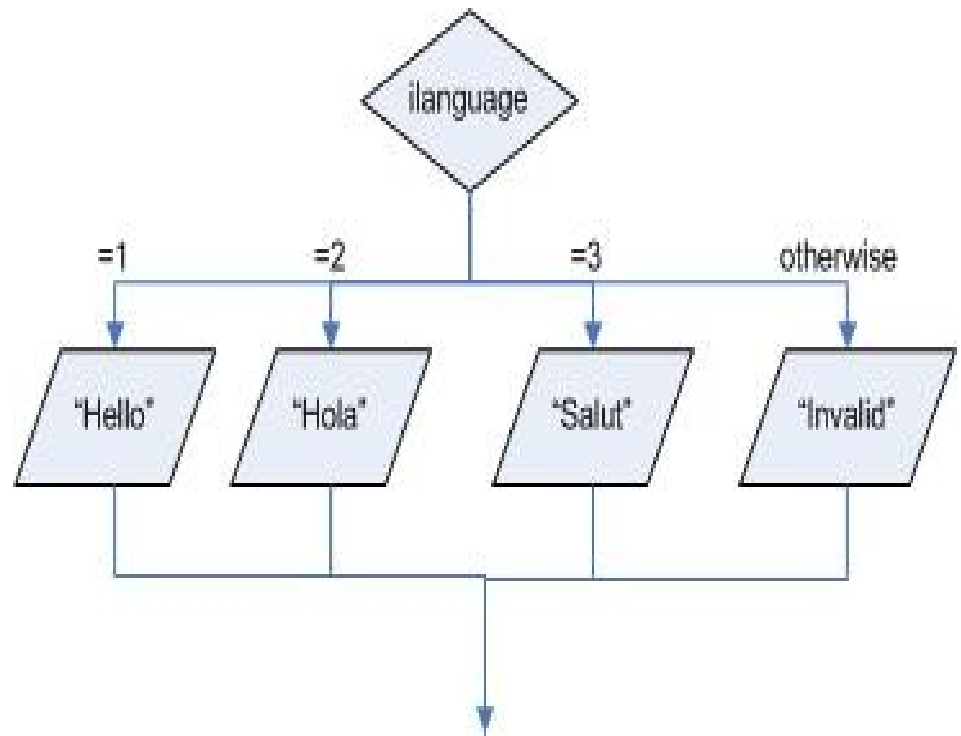 ilanguage
=1
=2
=3
otherwise
“Hello”
“Hola”
“Salut”
“Invalid”